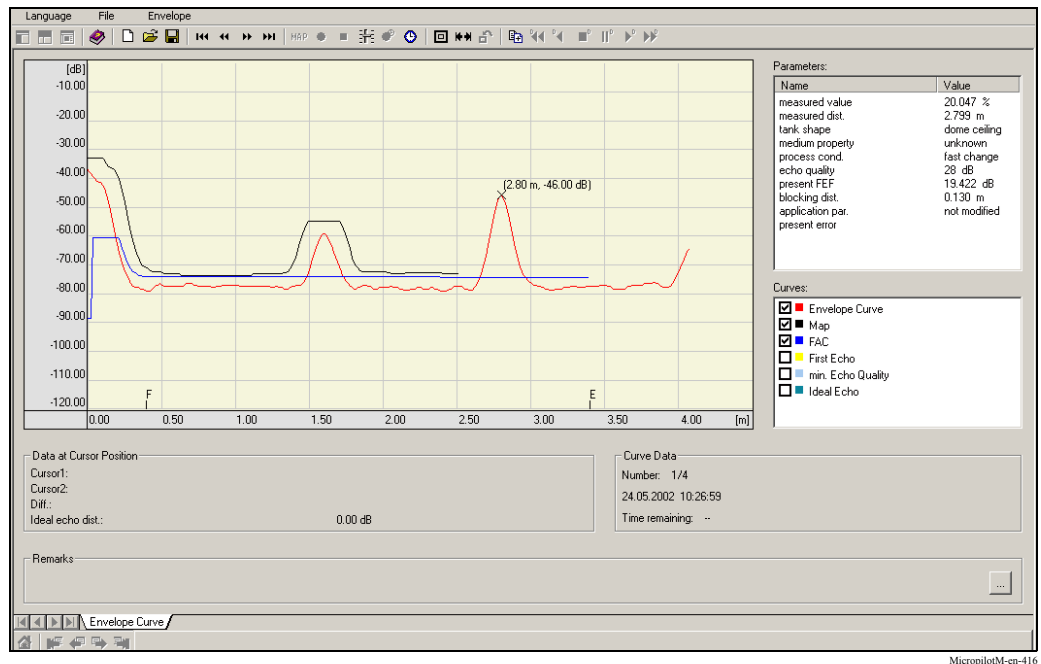 Language File Envelope
MAP
[dB]
-10.00
-20.00
-30.00
-40.00
-50.00
-60.00
-70.00
-80.00
-90.00
-100.00
-110.00
-120.00
(2.80 m, -46.00 dB)
F
E
0.00 0.50 1.00 1.50 2.00 2.50 3.00 3.50 4.00 [m]
Parameters:
Name Value
measured value 20.047 %
measured dist. 2.799 m
tank shape dome ceiling
medium property unknown
process cond. fast change
echo quality 28 dB
present FEF 19.422 dB
blocking dist. 0.130 m
application par. not modified
present error
Curves:
Envelope Curve
Map
FAC
First Echo
min. Echo Quality
Ideal Echo
Data at Cursor Position
Cursor1:
Cursor2:
Diff.:
Ideal echo dist.: 0.00 dB
Curve Data
Number: 1/4
24.05.2002 10:26:59
Time remaining: --
Remarks
...
Envelope Curve
MicropilotM-en-416